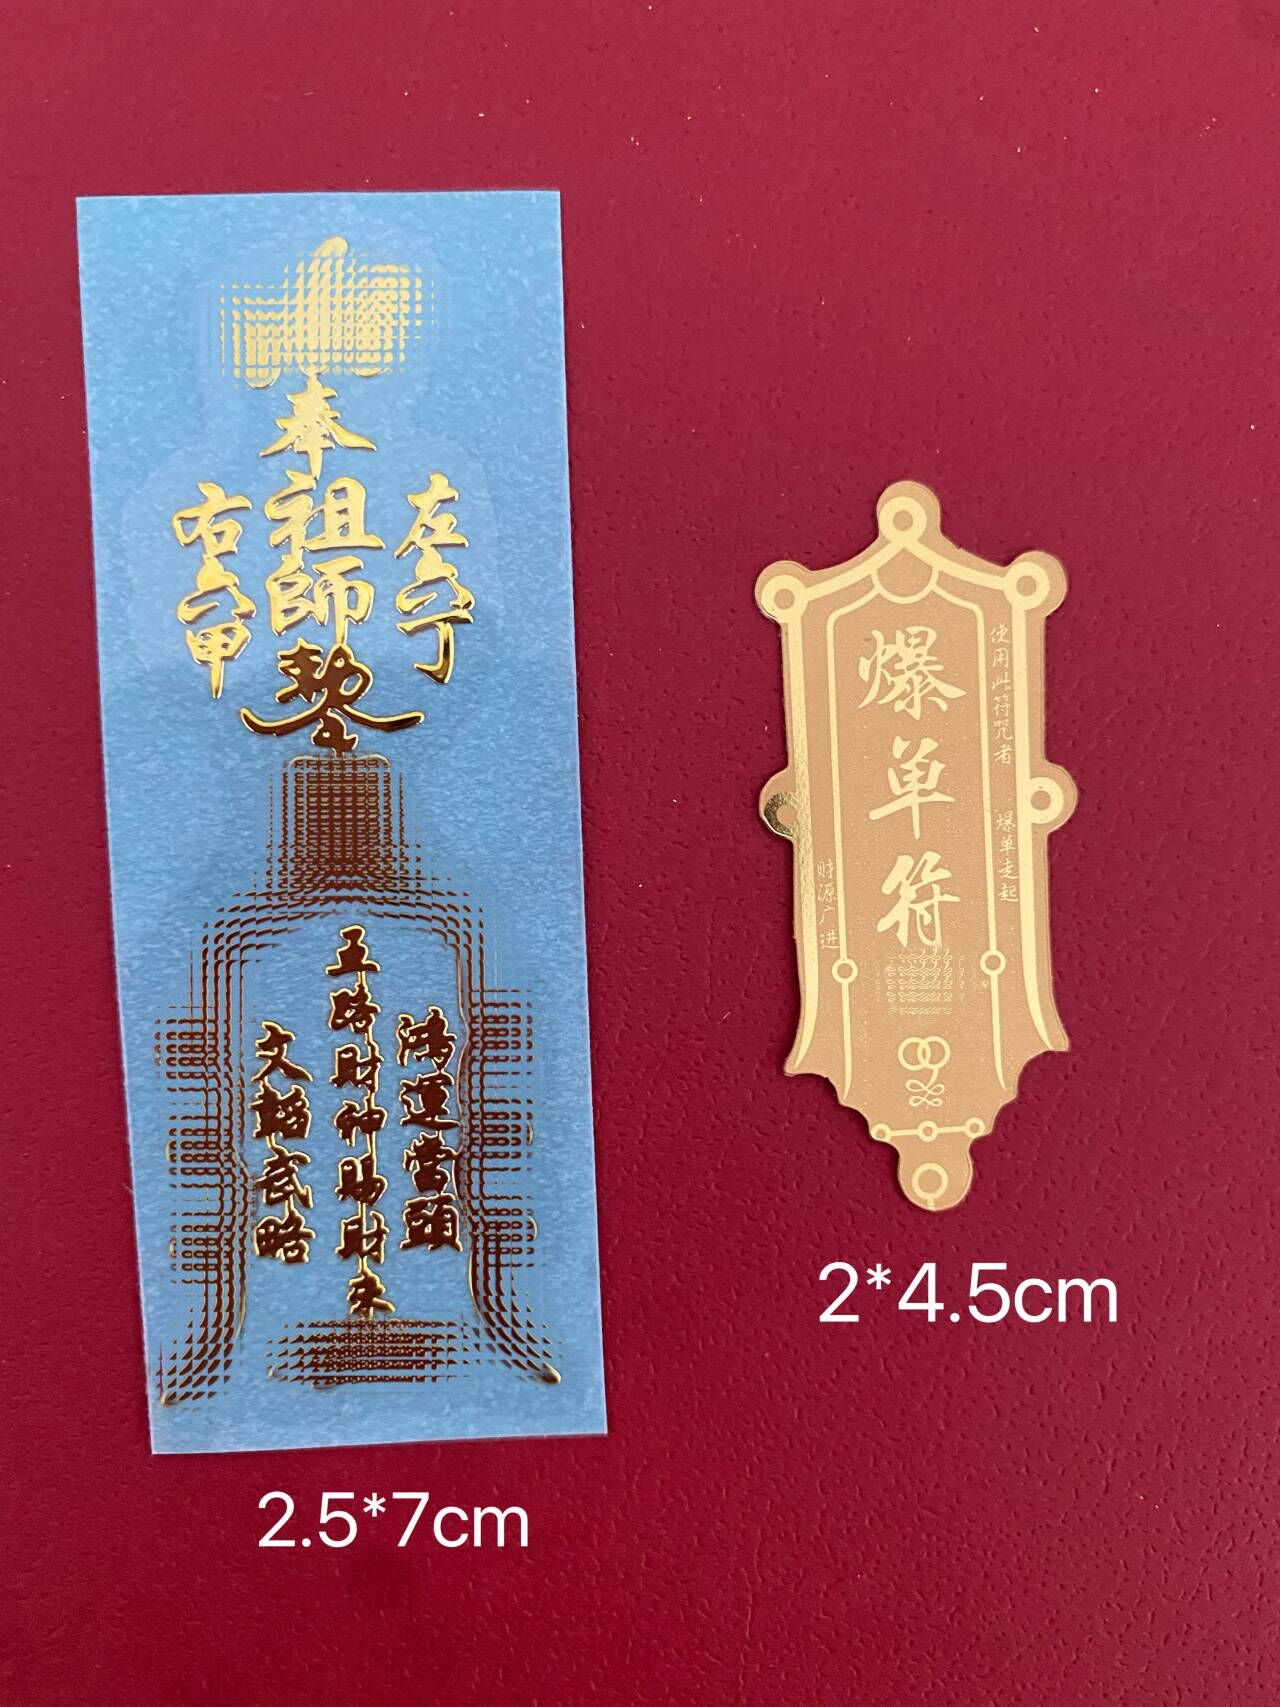 奉祖師勅令
左六丁
右六甲
鴻運當頭
五路財神賜財來
文韜武略
2.5*7cm
爆单符
使用此符咒者 爆单走起
财源广进
2*4.5cm